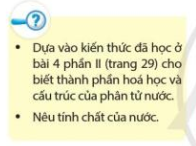 • Dựa vào kiến thức đã học ở
bài 4 phần II (trang 29) cho
biết thành phần hoá học và
cấu trúc của phân tử nước.
• Nêu tính chất của nước.